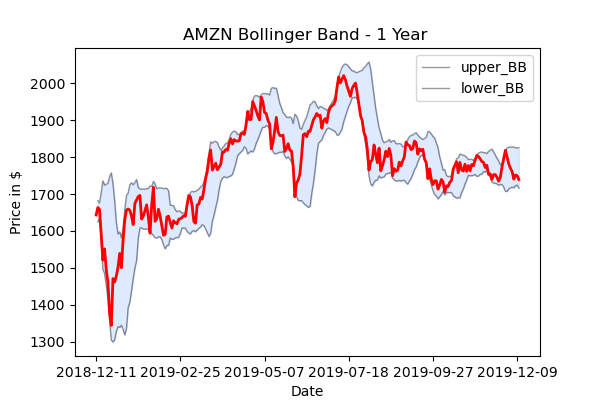 AMZN Bollinger Band - 1 Year
upper_BB
lower_BB
Price in $
2000
1900
1800
1700
1600
1500
1400
1300
2018-12-11 2019-02-25 2019-05-07 2019-07-18 2019-09-27 2019-12-09
Date